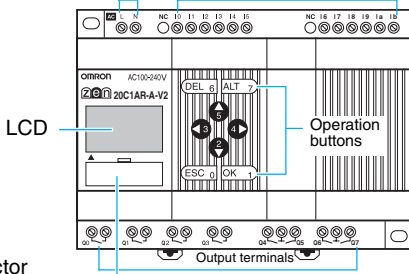 AC L N NC I0 I1 I2 I3 I4 I5 NC I6 I7 I8 I9 Ia Ib
OMRON AC100-240V
zen 20C1AR-A-V2
DEL 6 ALT 7
5
LCD
3 4
Operation
buttons
2
ESC 0 OK 1
Q0 Q1 Q2 Q3 Q4 Q5 Q6 Q7
Output terminals
ctor